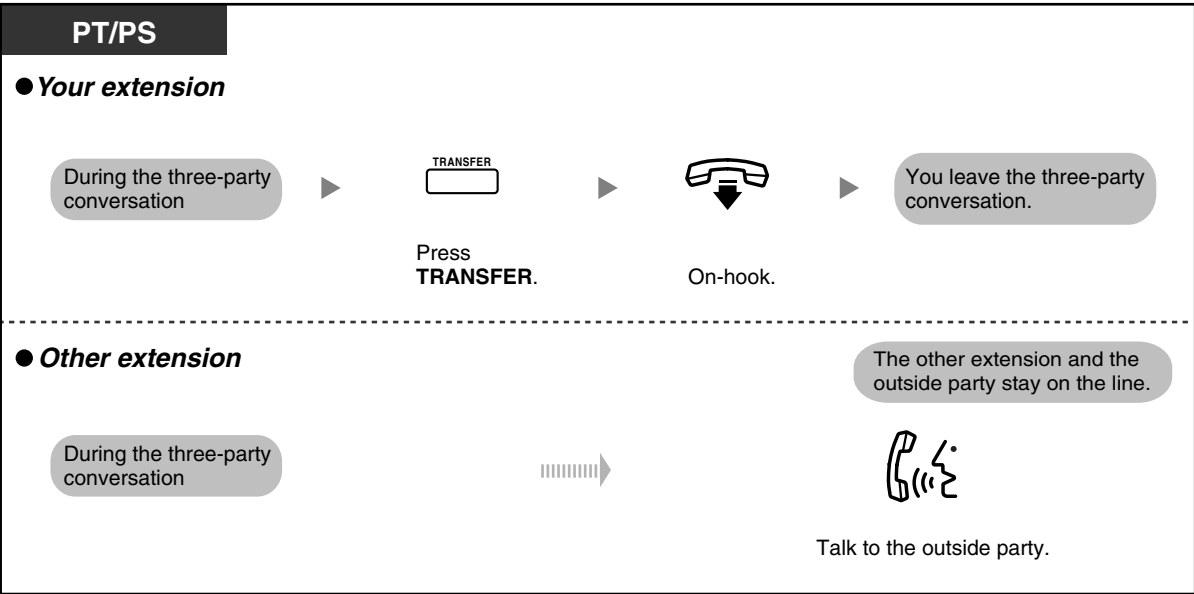 PT/PS
● Your extension
During the three-party
conversation
TRANSFER
Press
TRANSFER.
On-hook.
You leave the three-party
conversation.
● Other extension
During the three-party
conversation
The other extension and the
outside party stay on the line.
Talk to the outside party.